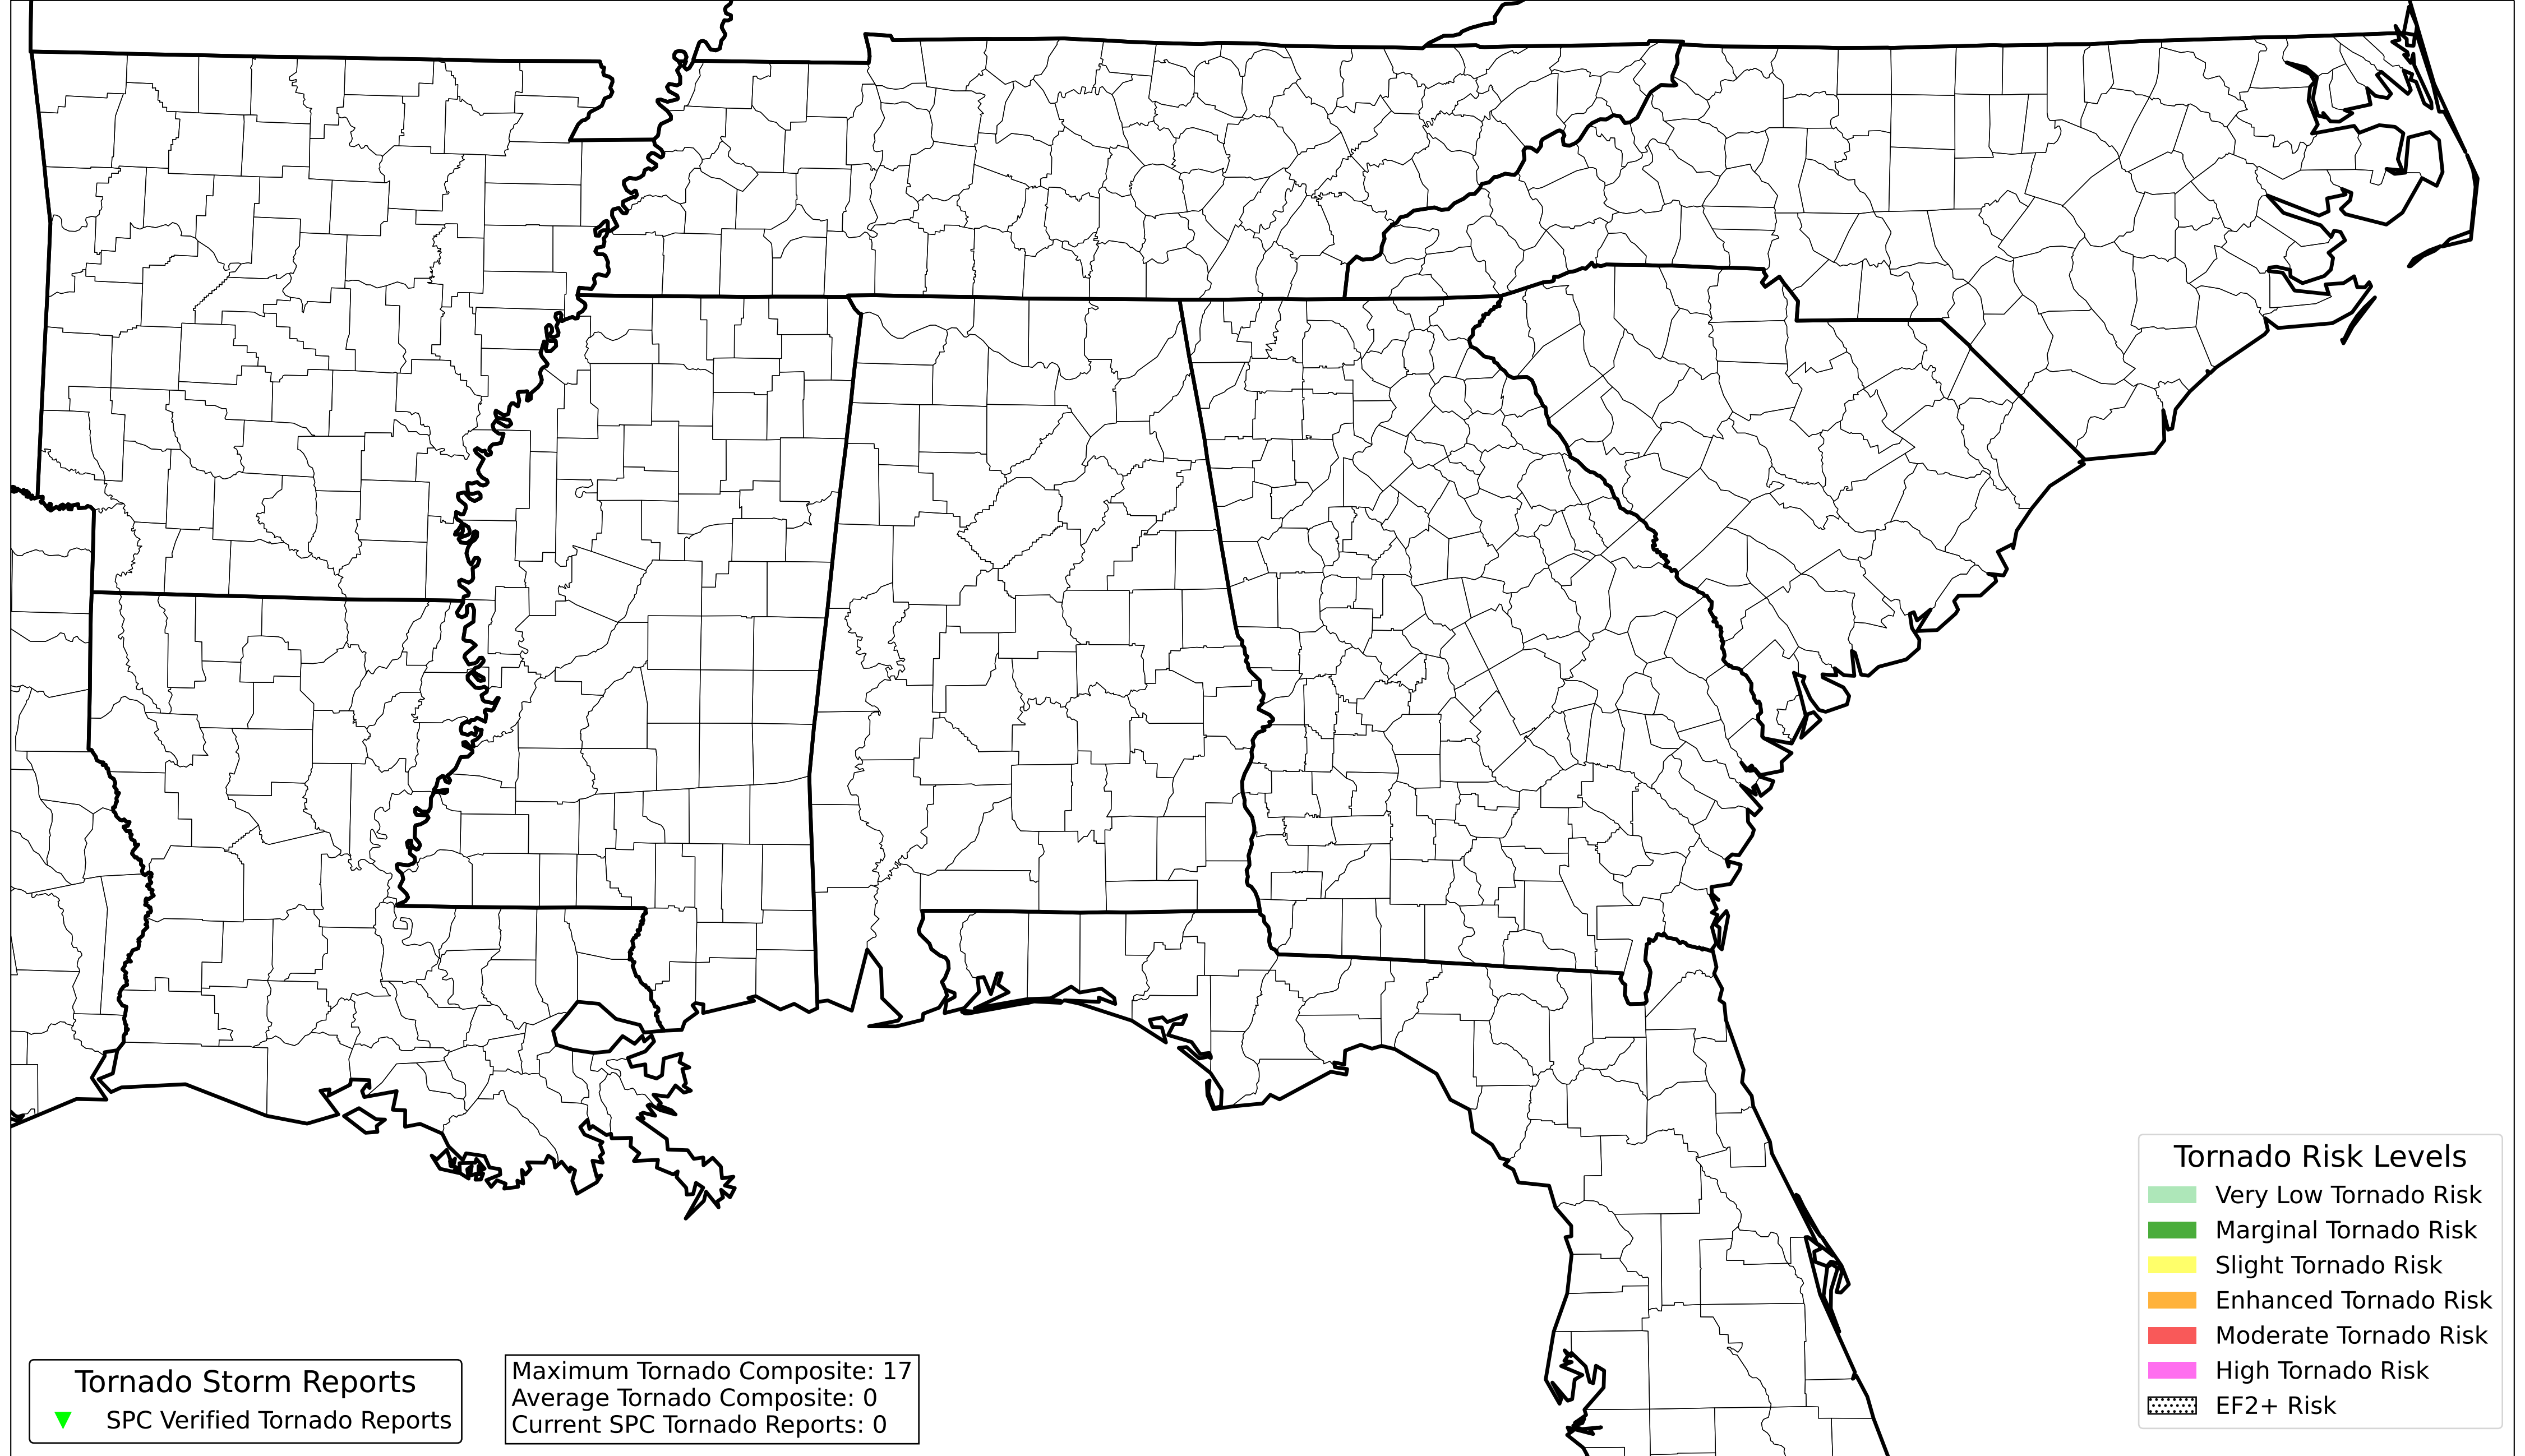 Tornado Storm Reports
SPC Verified Tornado Reports
Maximum Tornado Composite: 17
Average Tornado Composite: 0
Current SPC Tornado Reports: 0
Tornado Risk Levels
Very Low Tornado Risk
Marginal Tornado Risk
Slight Tornado Risk
Enhanced Tornado Risk
Moderate Tornado Risk
High Tornado Risk
EF2+ Risk